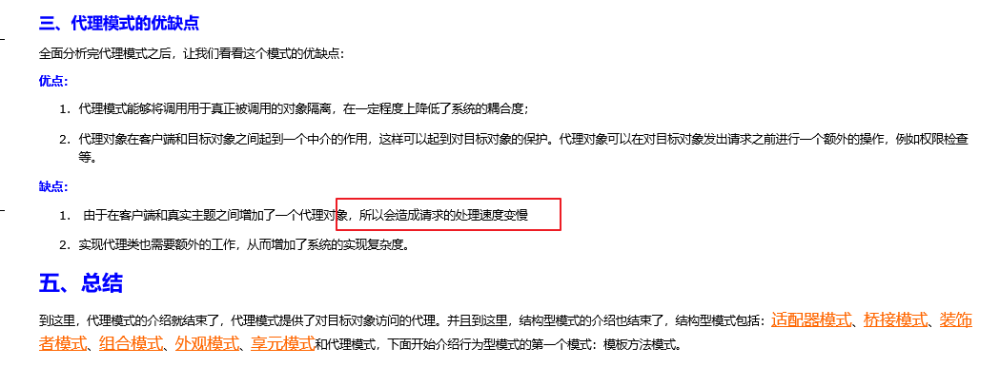 三、代理模式的优缺点
全面分析完代理模式之后，让我们看看这个模式的优缺点：
优点：
1. 代理模式能够将调用用于真正被调用的对象隔离，在一定程度上降低了系统的耦合度；
2. 代理对象在客户端和目标对象之间起到一个中介的作用，这样可以起到对目标对象的保护。代理对象可以在对目标对象发出请求之前进行一个额外的操作，例如权限检查
等。
缺点：
1. 由于在客户端和真实主题之间增加了一个代理对象，所以会造成请求的处理速度变慢
2. 实现代理类也需要额外的工作，从而增加了系统的实现复杂度。
五、总结
到这里，代理模式的介绍就结束了，代理模式提供了对目标对象访问的代理。并且到这里，结构型模式的介绍也结束了，结构型模式包括：适配器模式、桥接模式、装饰
者模式、组合模式、外观模式、享元模式和代理模式，下面开始介绍行为型模式的第一个模式：模板方法模式。